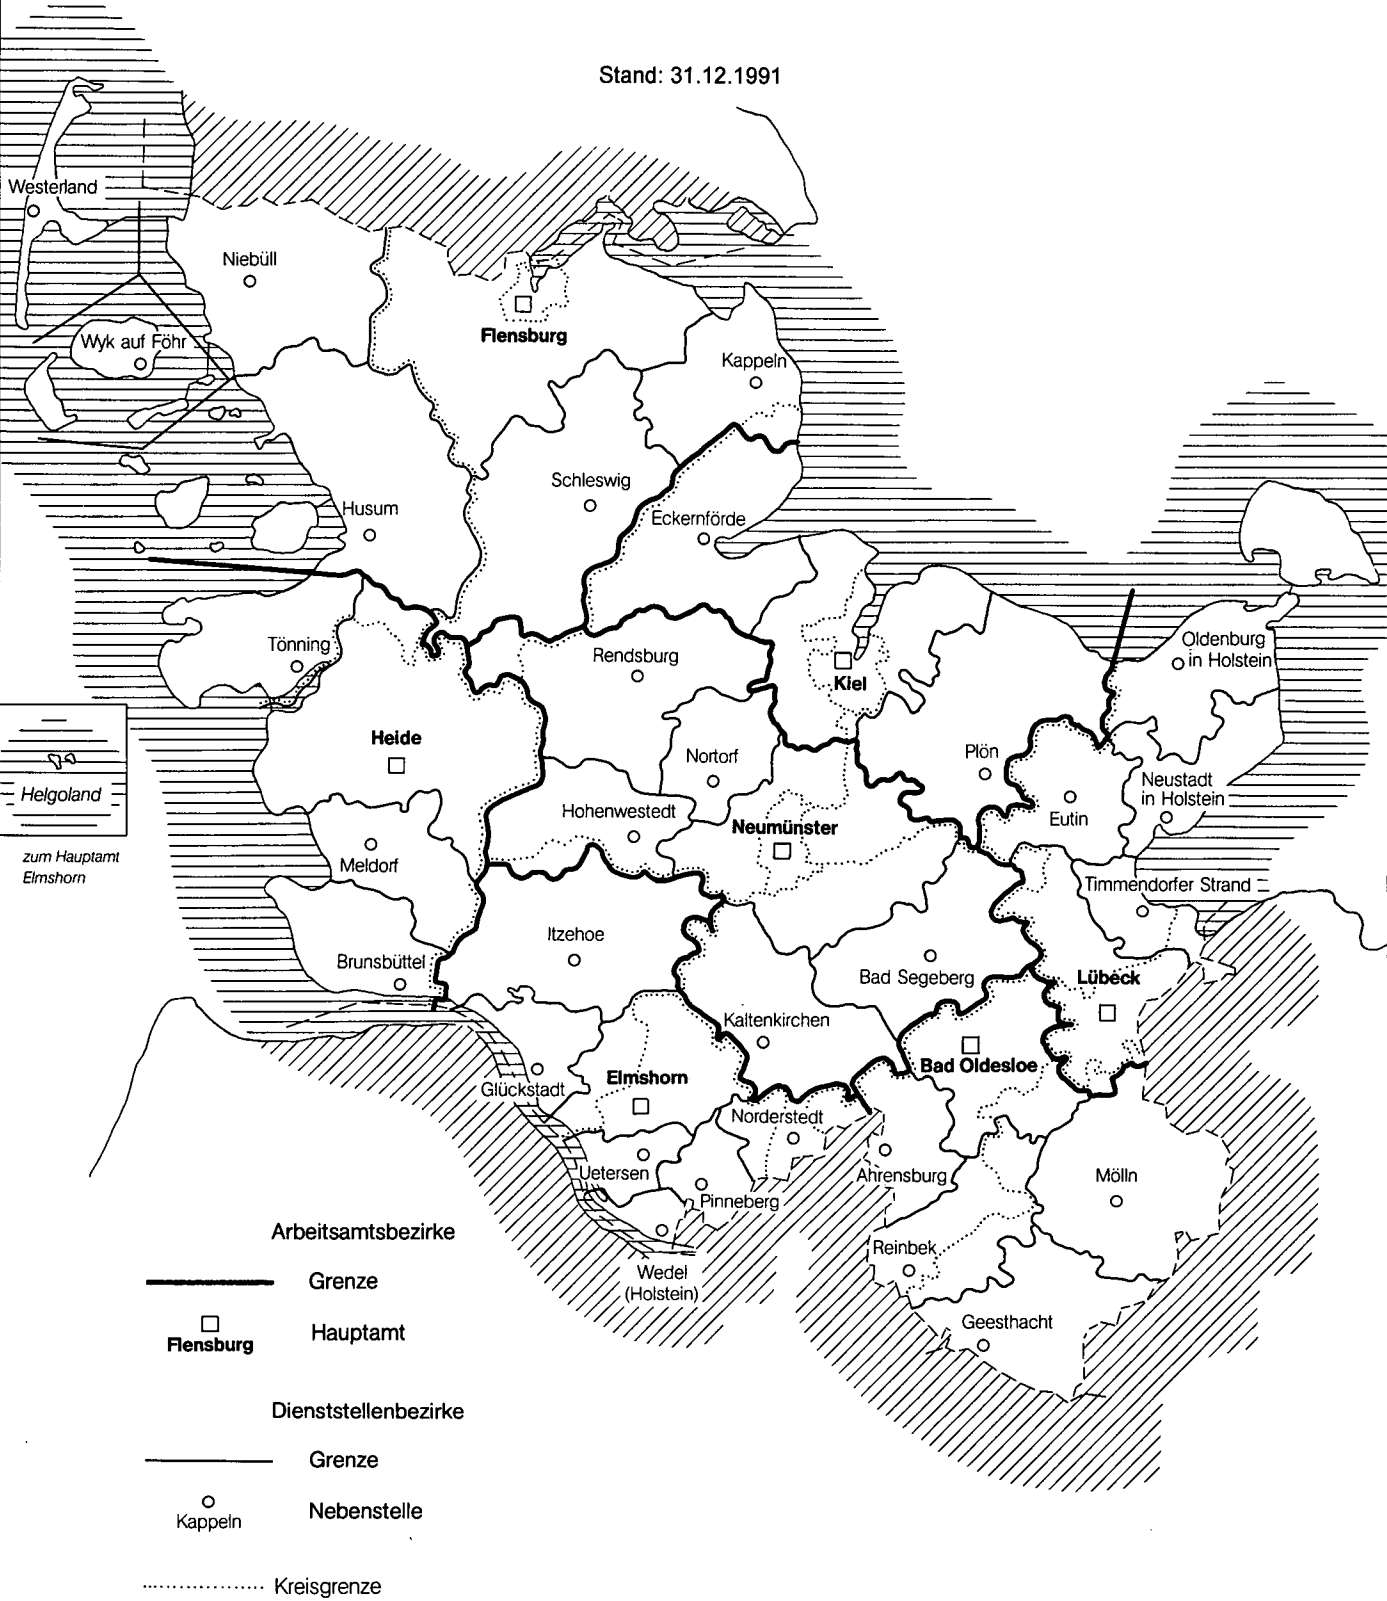 Stand: 31.12.1991
Westerland
Niebüll
Flensburg
Wyk auf Föhr
Kappeln
Schleswig
Husum
Eckernförde
Tönning
Rendsburg
Oldenburg
in Holstein
Kiel
Heide
Nortorf
Plön
Helgoland
Neustadt
in Holstein
Hohenwestedt
Neumünster
Eutin
zum Hauptamt
Elmshorn
Meldorf
Timmendorfer Strand
Itzehoe
Brunsbüttel
Bad Segeberg
Lübeck
Kaltenkirchen
Bad Oldesloe
Elmshorn
Glückstadt
Norderstedt
Uetersen
Ahrensburg
Mölln
Pinneberg
Reinbek
Wedel
(Holstein)
Geesthacht
Arbeitsamtsbezirke
Grenze
Flensburg
Hauptamt
Dienststellenbezirke
Grenze
Kappeln
Nebenstelle
Kreisgrenze